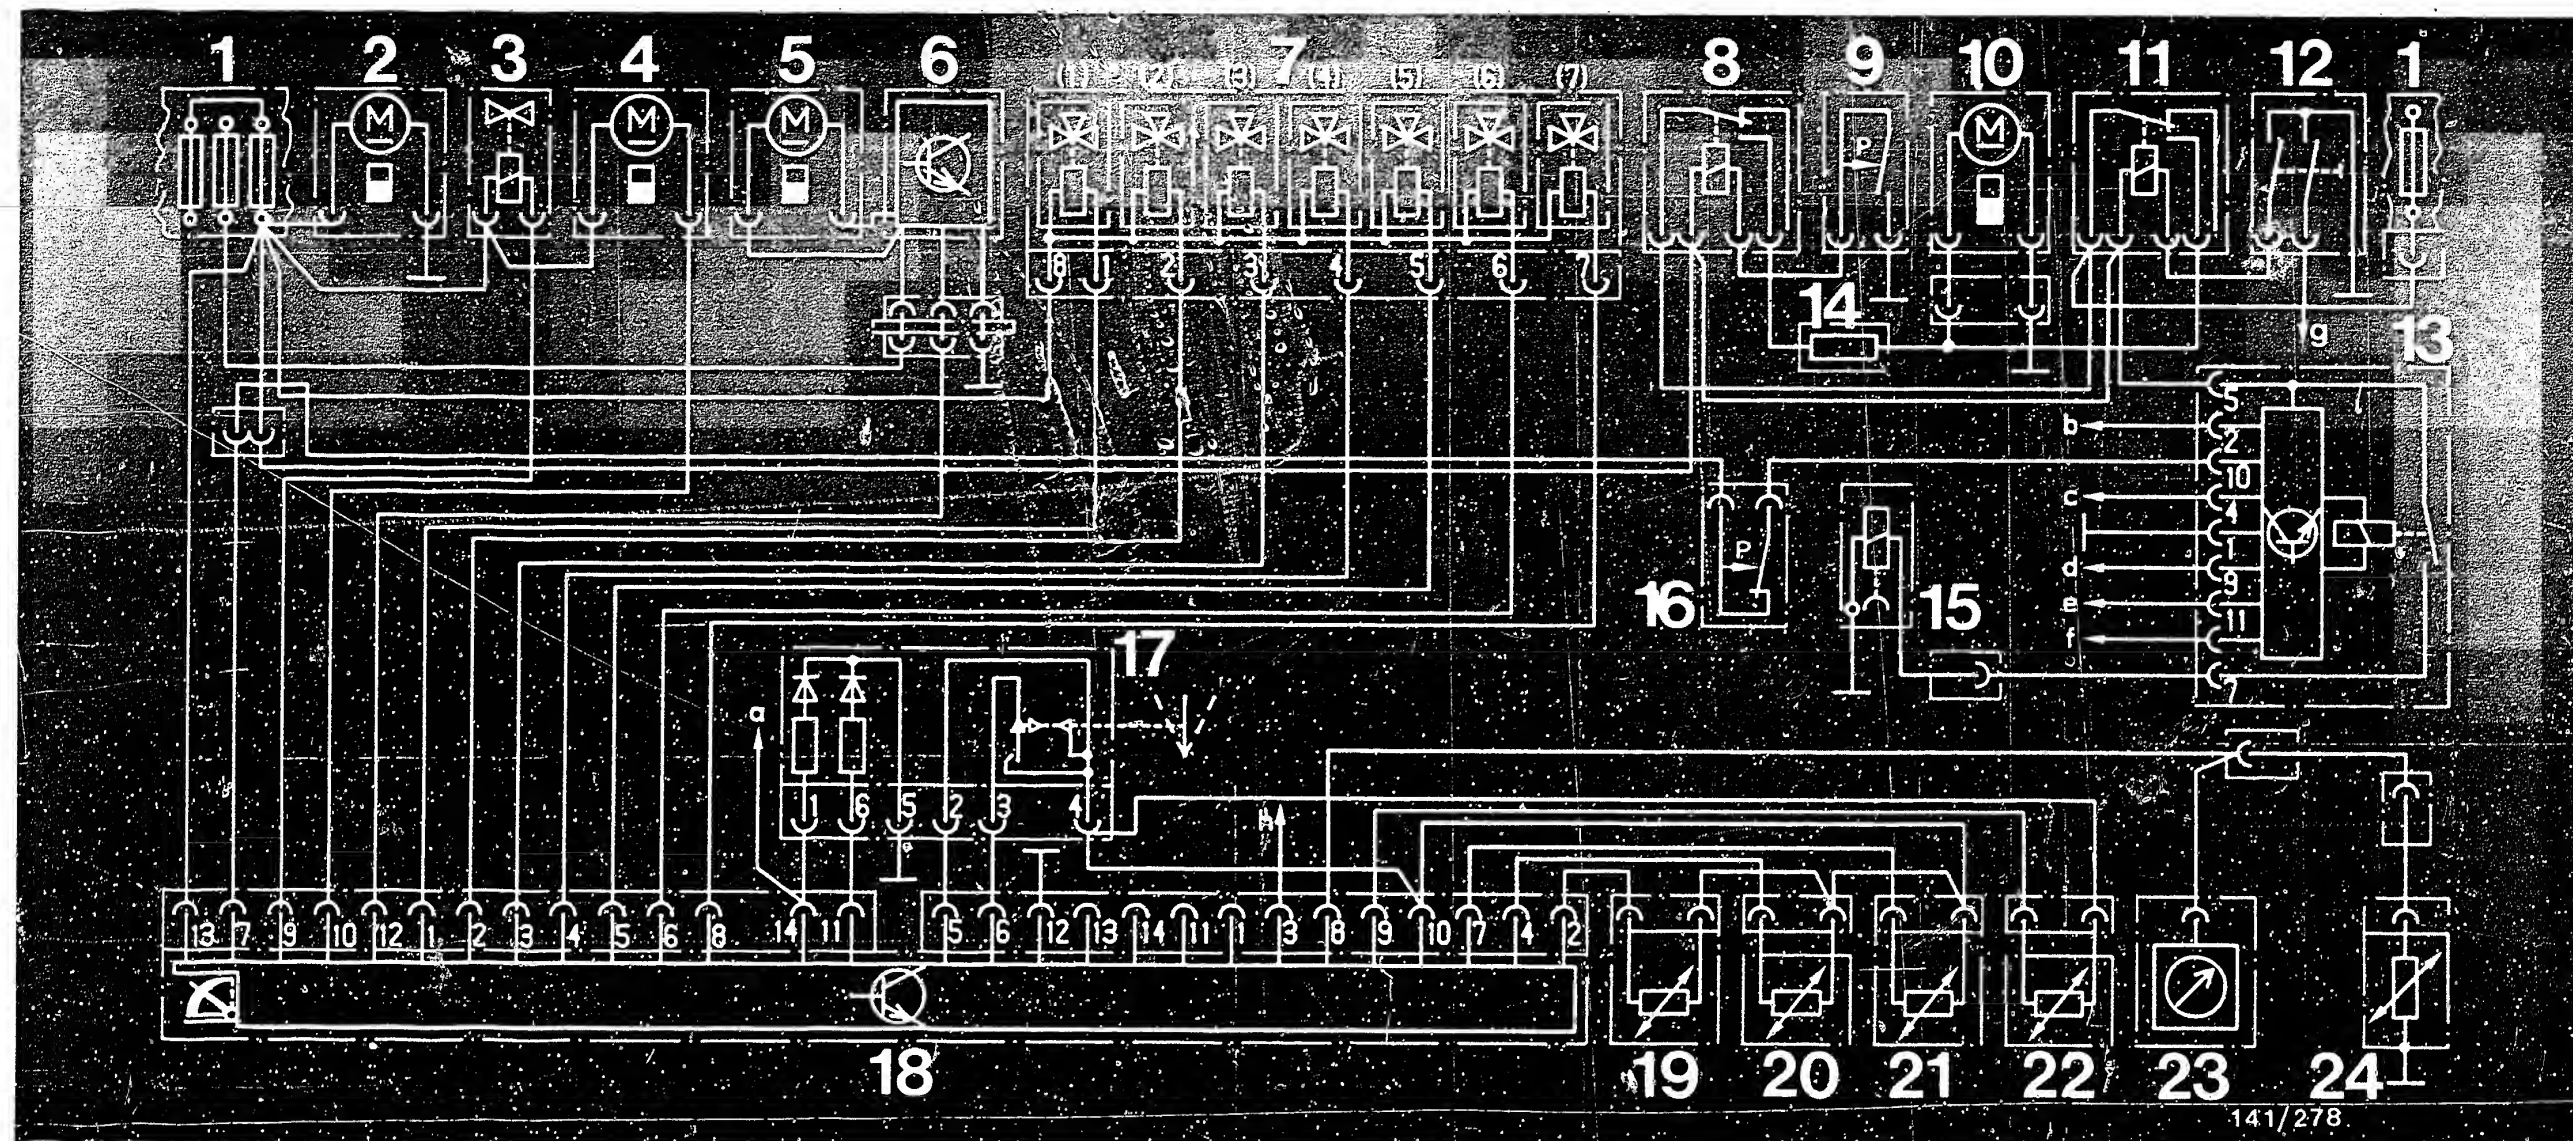 1 2 3 4 5 6 7 8 9 10 11 12 1
(1) (2) (3) (4) (5) (6) (7)
M M M P M
8 1 2 3 4 5 6 7
14
g
13
5
b 2
10
c 4
1
d 9
e 11
f
7
P
16 15
17
a
1 6 5 2 3 4
h
13 7 9 10 12 1 2 3 4 5 6 8 14 11 5 6 12 13 14 11 1 3 8 9 10 7 4 2
18 19 20 21 22 23 24
141/278